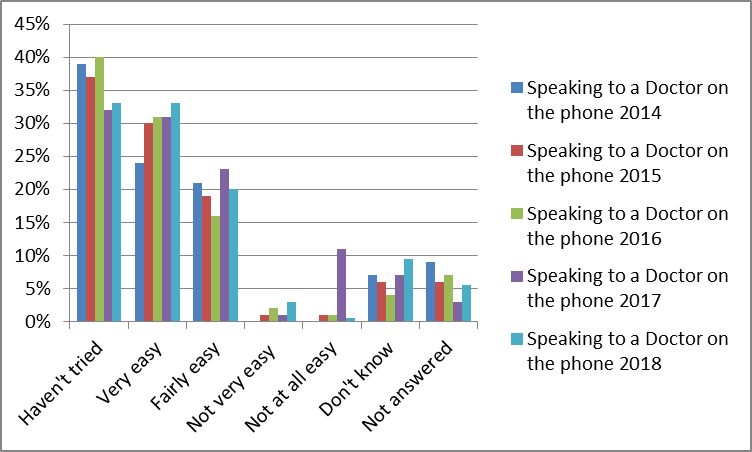 45%
40%
35%
30%
25%
20%
15%
10%
5%
0%
Haven't tried
Very easy
Fairly easy
Not very easy
Not at all easy
Don't know
Not answered
Speaking to a Doctor on
the phone 2014
Speaking to a Doctor on
the phone 2015
Speaking to a Doctor on
the phone 2016
Speaking to a Doctor on
the phone 2017
Speaking to a Doctor on
the phone 2018